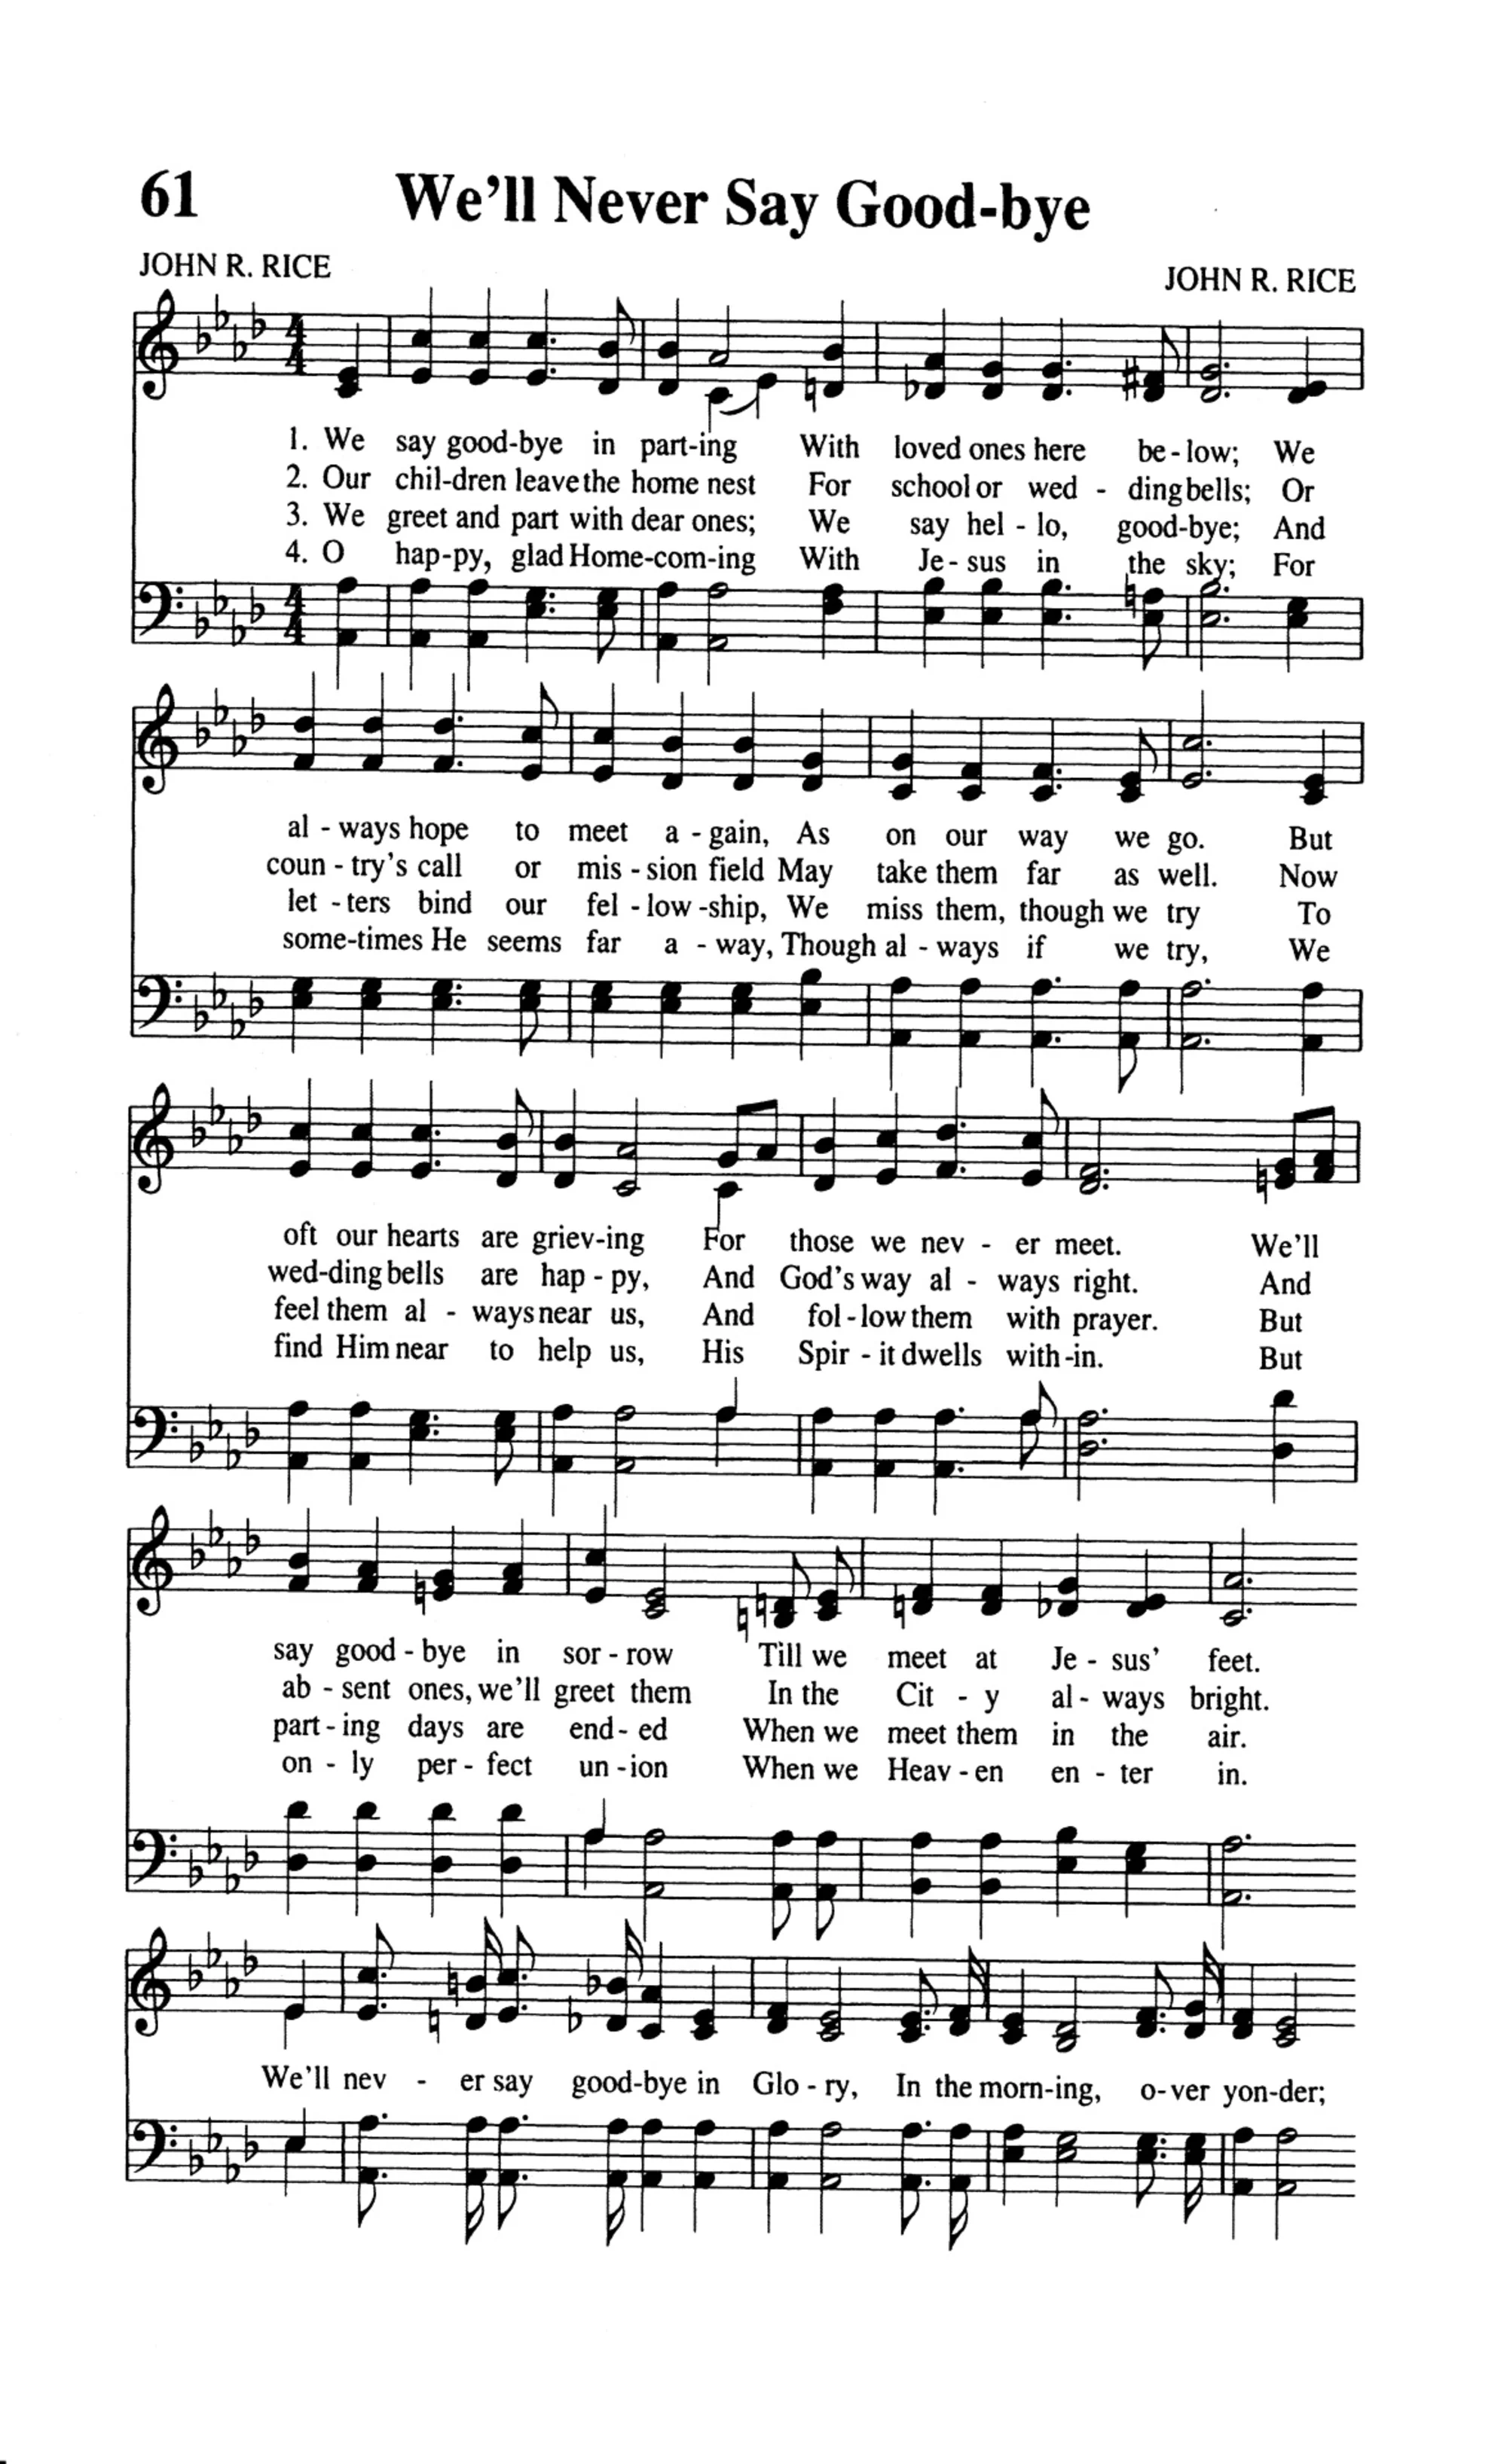 61 We'll Never Say Good-bye
JOHN R. RICE JOHN R. RICE
1. We say good-bye in part-ing With loved ones here be-low; We
2. Our chil-dren leave the home nest For school or wed-ding bells; Or
3. We greet and part with dear ones; We say hel-lo, good-bye; And
4. O hap-py, glad Home-com-ing With Je-sus in the sky; For
al-ways hope to meet a-gain, As on our way we go. But
coun-try's call or mis-sion field May take them far as well. Now
let-ters bind our fel-low-ship, We miss them, though we try To
some-times He seems far a-way, Though al-ways if we try, We
oft our hearts are griev-ing For those we nev-er meet. We'll
wed-ding bells are hap-py, And God's way al-ways right. And
feel them al-ways near us, And fol-low them with prayer. But
find Him near to help us, His Spir-it dwells with-in. But
say good-bye in sor-row Till we meet at Je-sus' feet.
ab-sent ones, we'll greet them In the Cit-y al-ways bright.
part-ing days are end-ed When we meet them in the air.
on-ly per-fect un-ion When we Heav-en en-ter in.
We'll nev-er say good-bye in Glo-ry, In the morn-ing, o-ver yon-der;